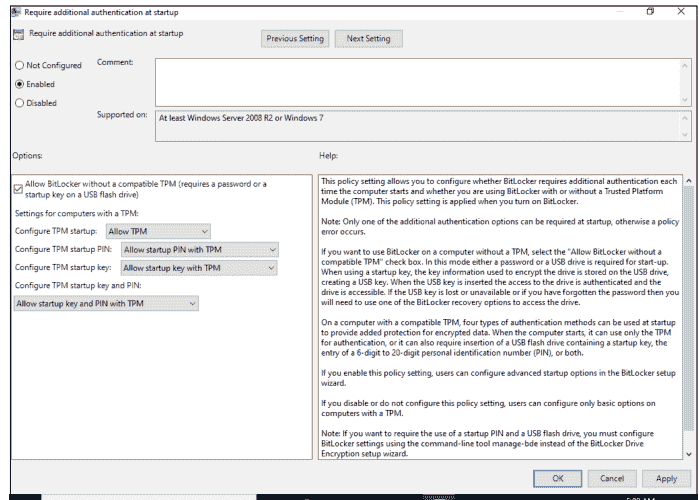 Require additional authentication at startup
Require additional authentication at startup
Previous Setting
Next Setting
Not Configured
Comment:
Enabled
Disabled
Supported on:
At least Windows Server 2008 R2 or Windows 7
Options:
Help:
Allow BitLocker without a compatible TPM (requires a password or a
startup key on a USB flash drive)
Settings for computers with a TPM:
Configure TPM startup: Allow TPM
Configure TPM startup PIN: Allow startup PIN with TPM
Configure TPM startup key: Allow startup key with TPM
Configure TPM startup key and PIN:
Allow startup key and PIN with TPM
This policy setting allows you to configure whether BitLocker requires additional authentication each
time the computer starts and whether you are using BitLocker with or without a Trusted Platform
Module (TPM). This policy setting is applied when you turn on BitLocker.
Note: Only one of the additional authentication options can be required at startup, otherwise a policy
error occurs.
If you want to use BitLocker on a computer without a TPM, select the "Allow BitLocker without a
compatible TPM" check box. In this mode either a password or a USB drive is required for start-up.
When using a startup key, the key information used to encrypt the drive is stored on the USB drive,
creating a USB key. When the USB key is inserted the access to the drive is authenticated and the
drive is accessible. If the USB key is lost or unavailable or if you have forgotten the password then you
will need to use one of the BitLocker recovery options to access the drive.
On a computer with a compatible TPM, four types of authentication methods can be used at startup
to provide added protection for encrypted data. When the computer starts, it can use only the TPM
for authentication, or it can also require insertion of a USB flash drive containing a startup key, the
entry of a 6-digit to 20-digit personal identification number (PIN), or both.
If you enable this policy setting, users can configure advanced startup options in the BitLocker setup
wizard.
If you disable or do not configure this policy setting, users can configure only basic options on
computers with a TPM.
Note: If you want to require the use of a startup PIN and a USB flash drive, you must configure
BitLocker settings using the command-line tool manage-bde instead of the BitLocker Drive
Encryption setup wizard.
OK
Cancel
Apply